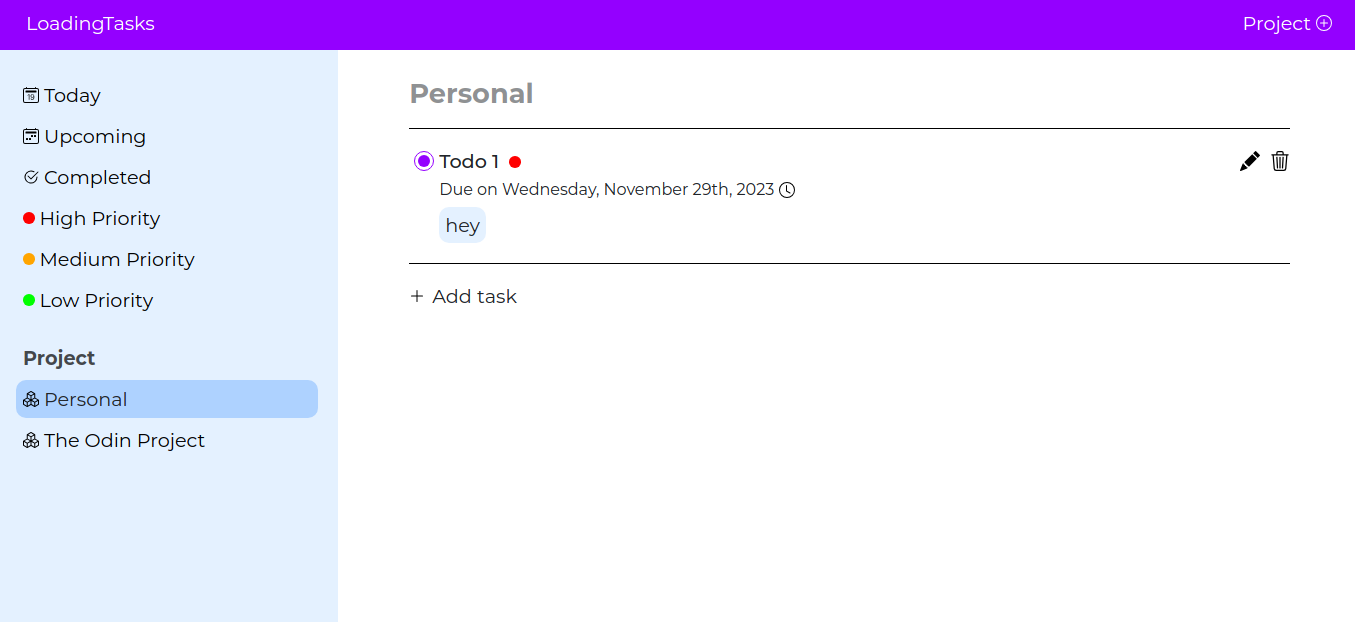 LoadingTasks
Project
Today
Upcoming
Completed
High Priority
Medium Priority
Low Priority
Project
Personal
The Odin Project
Personal
Todo 1
Due on Wednesday, November 29th, 2023
hey
+ Add task